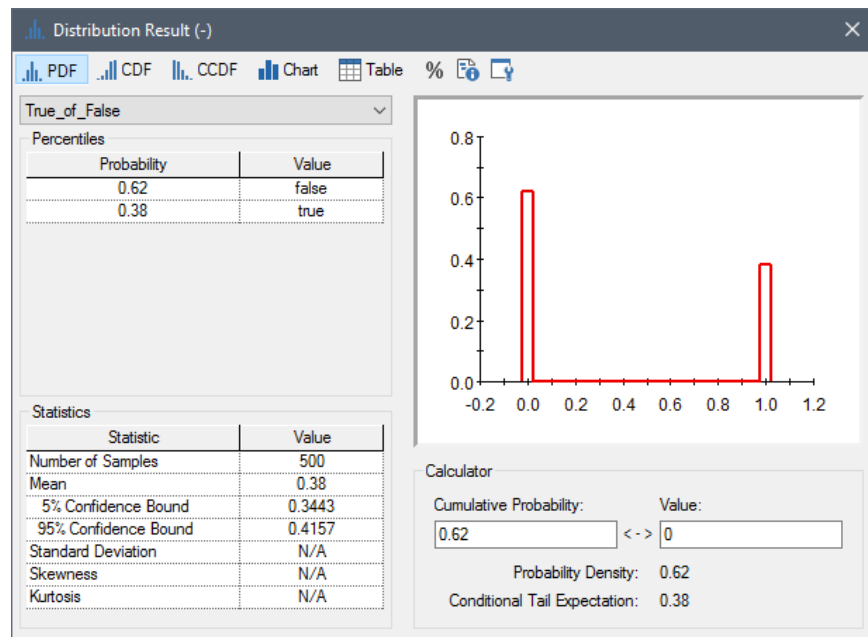 Distribution Result (-)
PDF CDF CCDF Chart Table %
True_of_False
Percentiles
Probability Value
0.62 false
0.38 true
Statistics
Statistic Value
Number of Samples 500
Mean 0.38
5% Confidence Bound 0.3443
95% Confidence Bound 0.4157
Standard Deviation N/A
Skewness N/A
Kurtosis N/A
0.8
0.6
0.4
0.2
0.0
-0.2 0.0 0.2 0.4 0.6 0.8 1.0 1.2
Calculator
Cumulative Probability: Value:
0.62 < - > 0
Probability Density: 0.62
Conditional Tail Expectation: 0.38